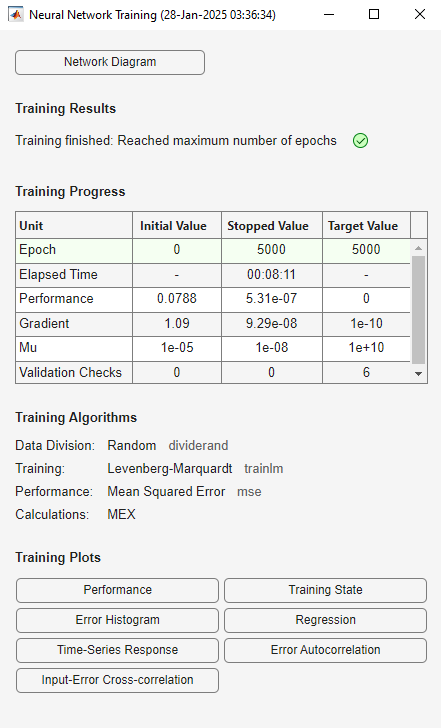 Neural Network Training (28-Jan-2025 03:36:34)
Network Diagram
Training Results
Training finished: Reached maximum number of epochs
Training Progress
Unit Initial Value Stopped Value Target Value
Epoch 0 5000 5000
Elapsed Time - 00:08:11 -
Performance 0.0788 5.31e-07 0
Gradient 1.09 9.29e-08 1e-10
Mu 1e-05 1e-08 1e+10
Validation Checks 0 0 6
Training Algorithms
Data Division: Random dividerand
Training: Levenberg-Marquardt trainlm
Performance: Mean Squared Error mse
Calculations: MEX
Training Plots
Performance Training State
Error Histogram Regression
Time-Series Response Error Autocorrelation
Input-Error Cross-correlation